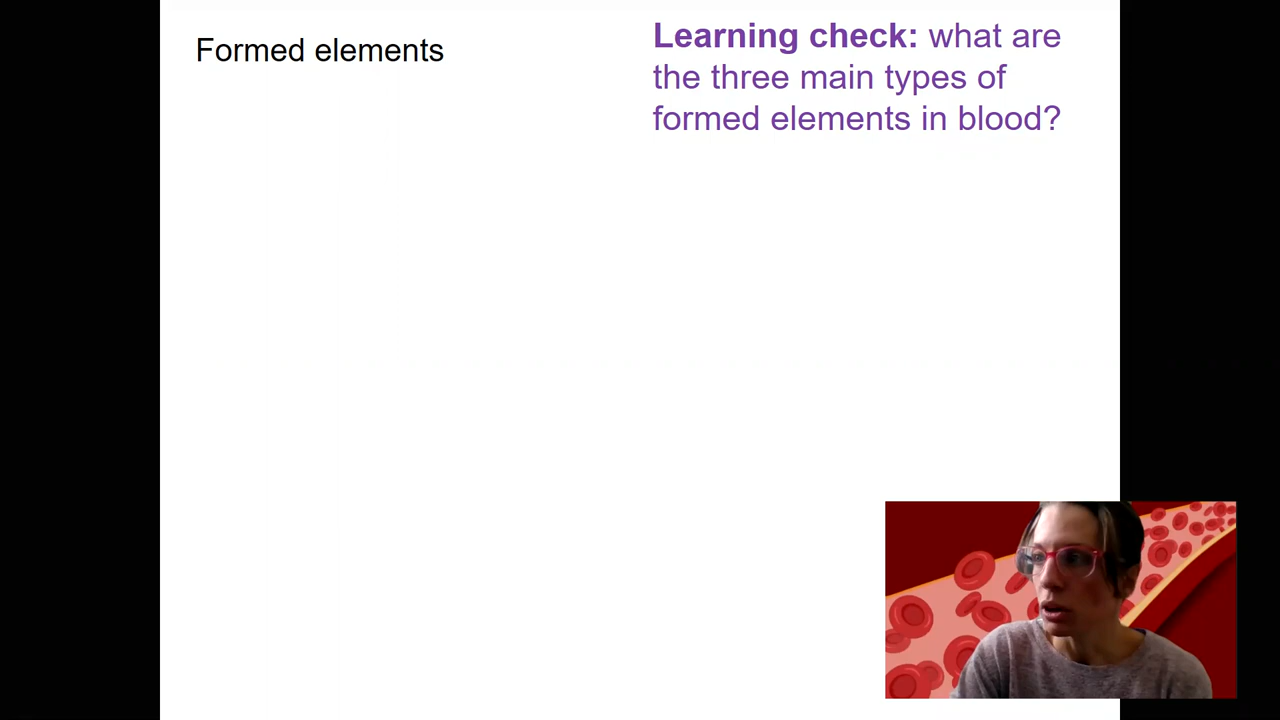 Formed elements
Learning check: what are
the three main types of
formed elements in blood?